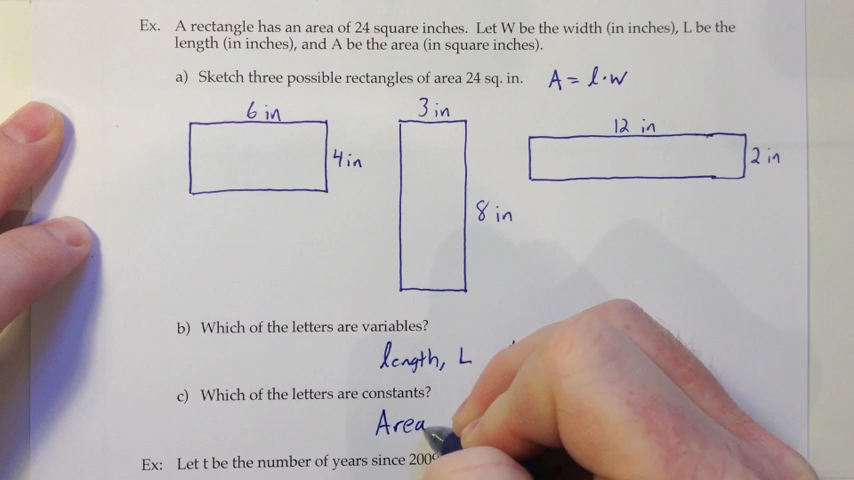 Ex. A rectangle has an area of 24 square inches. Let W be the width (in inches), L be the
length (in inches), and A be the area (in square inches).
a) Sketch three possible rectangles of area 24 sq. in. A = l·w
6 in 3 in 12 in
4 in 2 in
8 in
b) Which of the letters are variables?
length, L
c) Which of the letters are constants?
Area
Ex: Let t be the number of years since